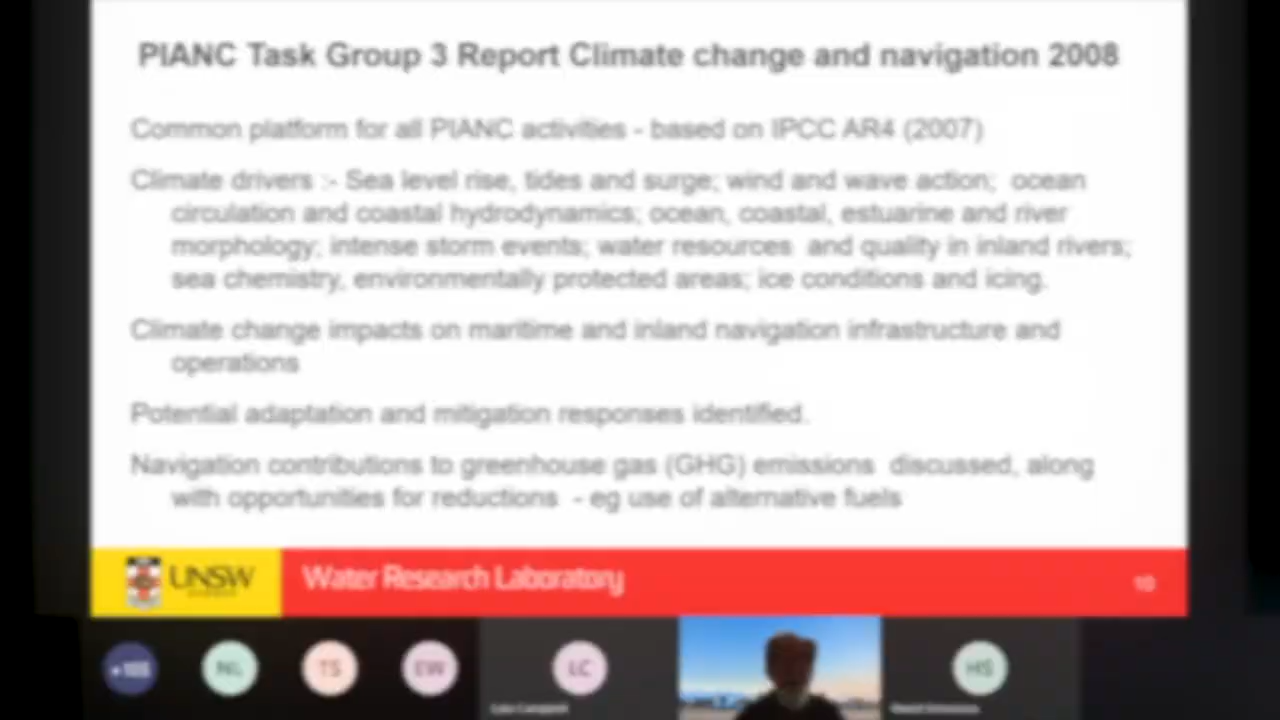 PIANC Task Group 3 Report Climate change and navigation 2008
Common platform for all PIANC activities - based on IPCC AR4 (2007)
Climate drivers :- Sea level rise, tides and surge; wind and wave action;  ocean
circulation and coastal hydrodynamics; ocean, coastal, estuarine and river
morphology; intense storm events; water resources  and quality in inland rivers;
sea chemistry, environmentally protected areas; ice conditions and icing.
Climate change impacts on maritime and inland navigation infrastructure and
operations
Potential adaptation and mitigation responses identified.
Navigation contributions to greenhouse gas (GHG) emissions  discussed, along
with opportunities for reductions  - eg use of alternative fuels
UNSW
Water Research Laboratory
10
NL
TS
EW
LC
HS